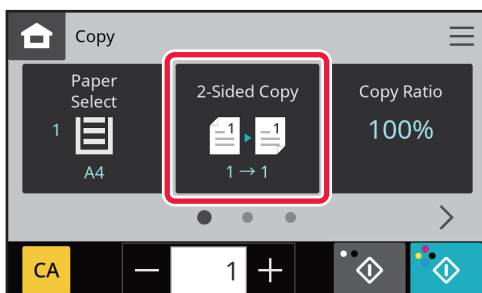 Copy
Paper
Select
1
A4
2-Sided Copy
1 1
1 → 1
Copy Ratio
100%
CA
1